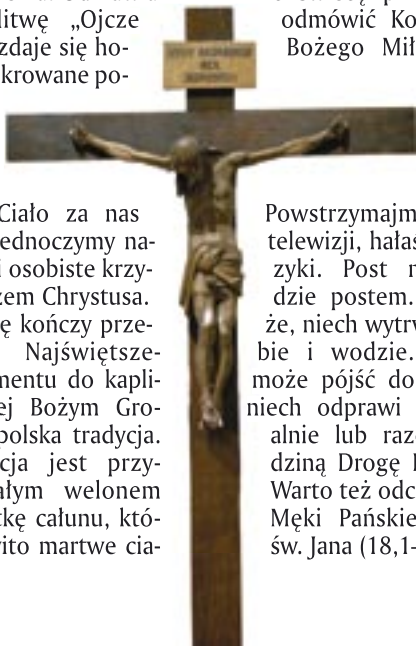 litwę „Ojcze
zdaje się ho-
krowane po-
Ciało za nas
ednoczymy na-
i osobiste krzy-
zem Chrystusa.
ę kończy prze-
Najświętsze-
mentu do kapli-
ej Bożym Gro-
polska tradycja.
cja jest przy-
ałym welonem
tkę całunu, któ-
ito martwe cia-
odmówić Ko
Bożego Mił
Powstrzymajm
telewizji, hałas
zyki. Post n
dzie postem.
że, niech wytrw
bie i wodzie.
może pójść do
niech odprawi
alnie lub raz
dziną Drogę
Warto też odc
Męki Pańskie
św. Jana (18,1-